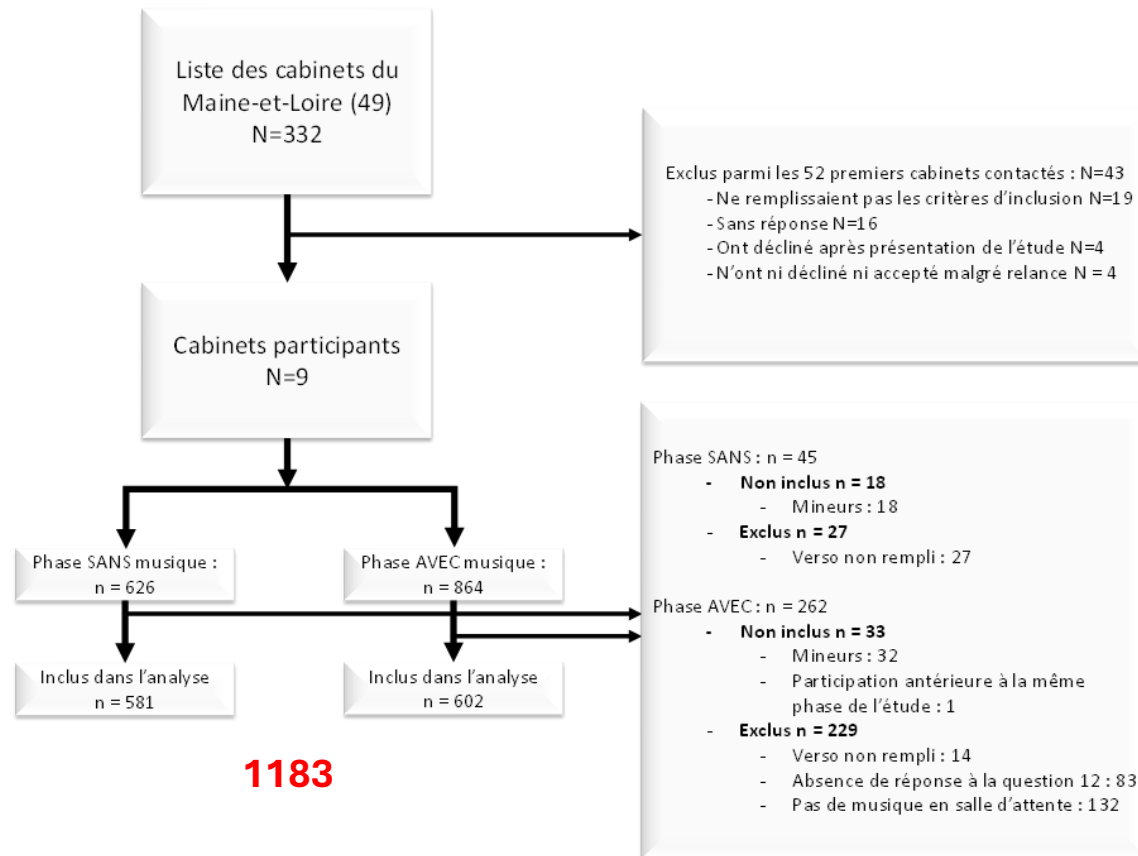 Liste des cabinets du
Maine-et-Loire (49)
N=332
Exclus parmi les 52 premiers cabinets contactés : N=43
- Ne remplissaient pas les critères d'inclusion N=19
- Sans réponse N=16
- Ont décliné après présentation de l'étude N=4
- N'ont ni décliné ni accepté malgré relance N = 4
Cabinets participants
N=9
Phase SANS musique :
n = 626
Phase AVEC musique :
n = 864
Inclus dans l'analyse
n = 581
Inclus dans l'analyse
n = 602
1183
Phase SANS : n = 45
- Non inclus n = 18
- Mineurs : 18
- Exclus n = 27
- Verso non rempli : 27
Phase AVEC : n = 262
- Non inclus n = 33
- Mineurs : 32
- Participation antérieure à la même
phase de l'étude : 1
- Exclus n = 229
- Verso non rempli : 14
- Absence de réponse à la question 12 : 83
- Pas de musique en salle d'attente : 132